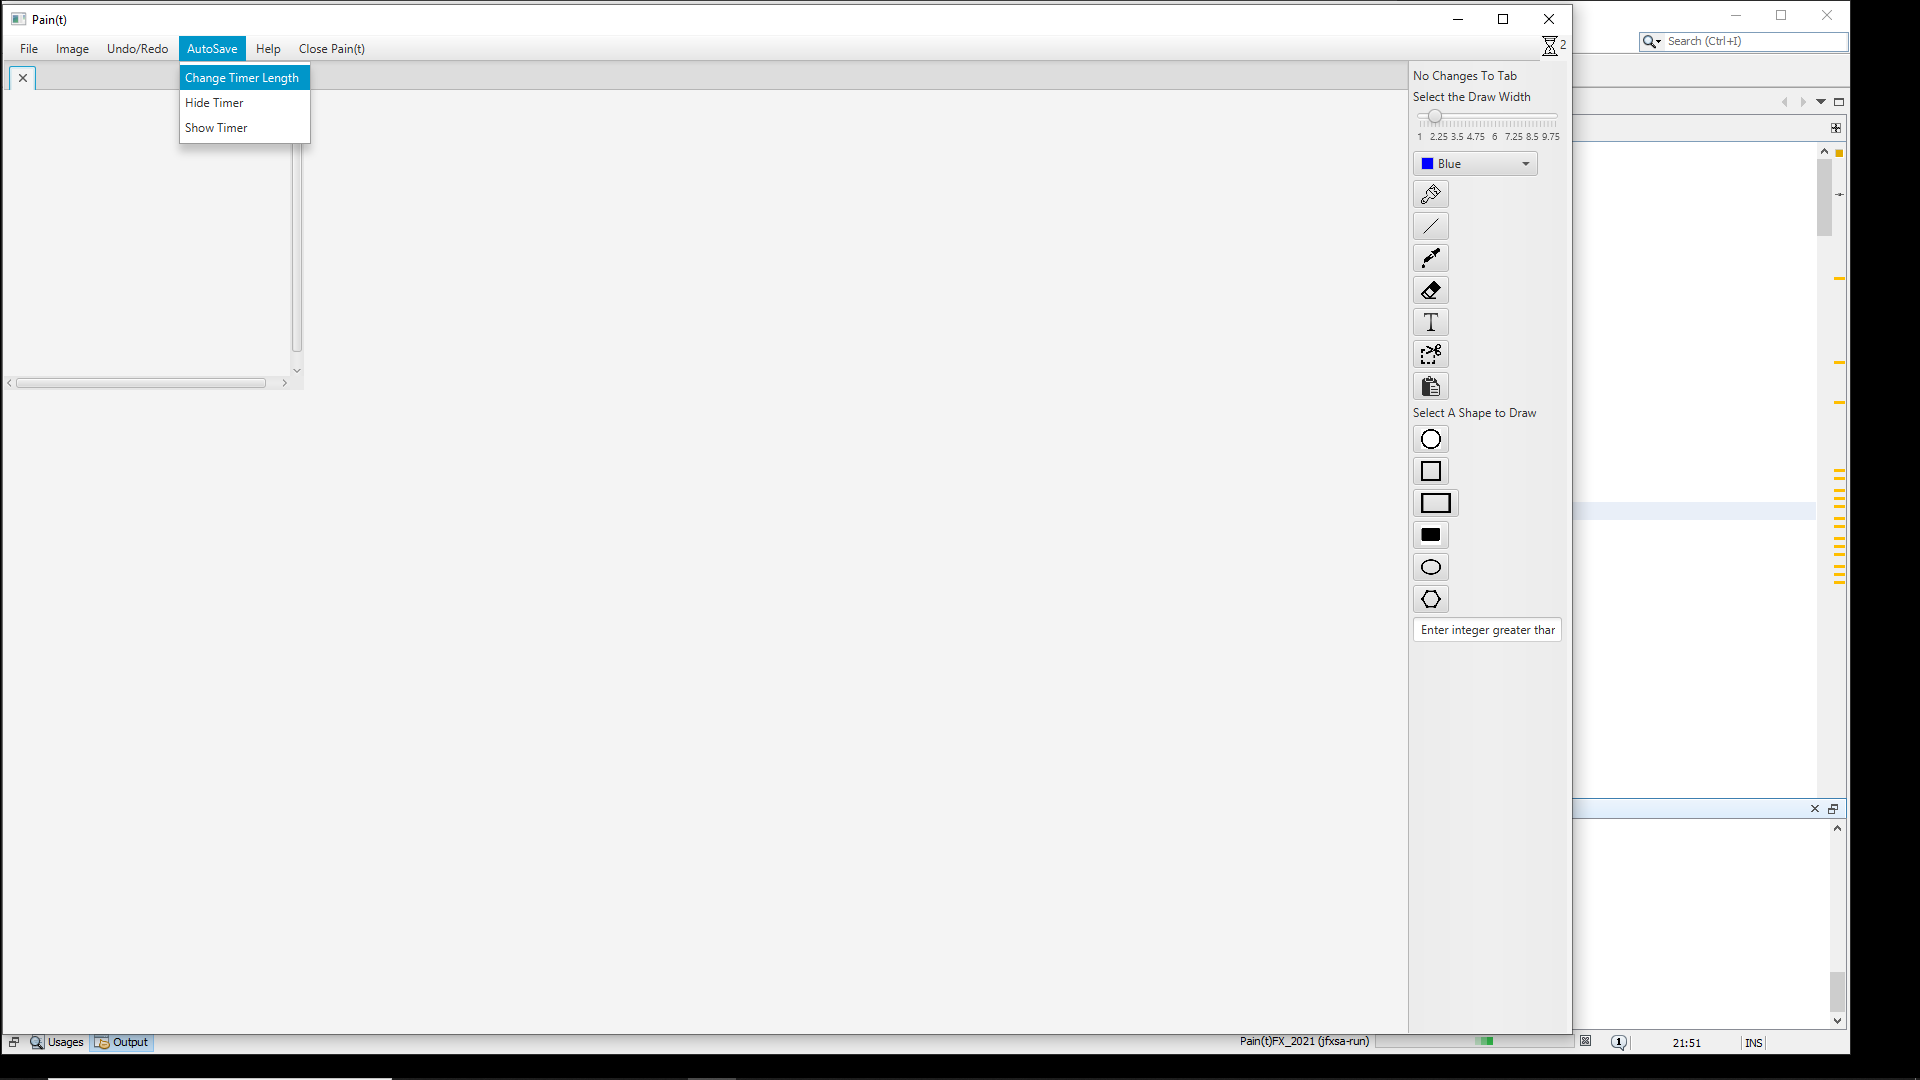 Pain(t)
File Image Undo/Redo AutoSave Help Close Pain(t)
2
Search (Ctrl+I)
Change Timer Length
Hide Timer
Show Timer
No Changes To Tab
Select the Draw Width
1 2.25 3.5 4.75 6 7.25 8.5 9.75
Blue
T
Select A Shape to Draw
Enter integer greater thar
Usages Output
Pain(t)FX_2021 (jfxsa-run)
1
21:51
INS